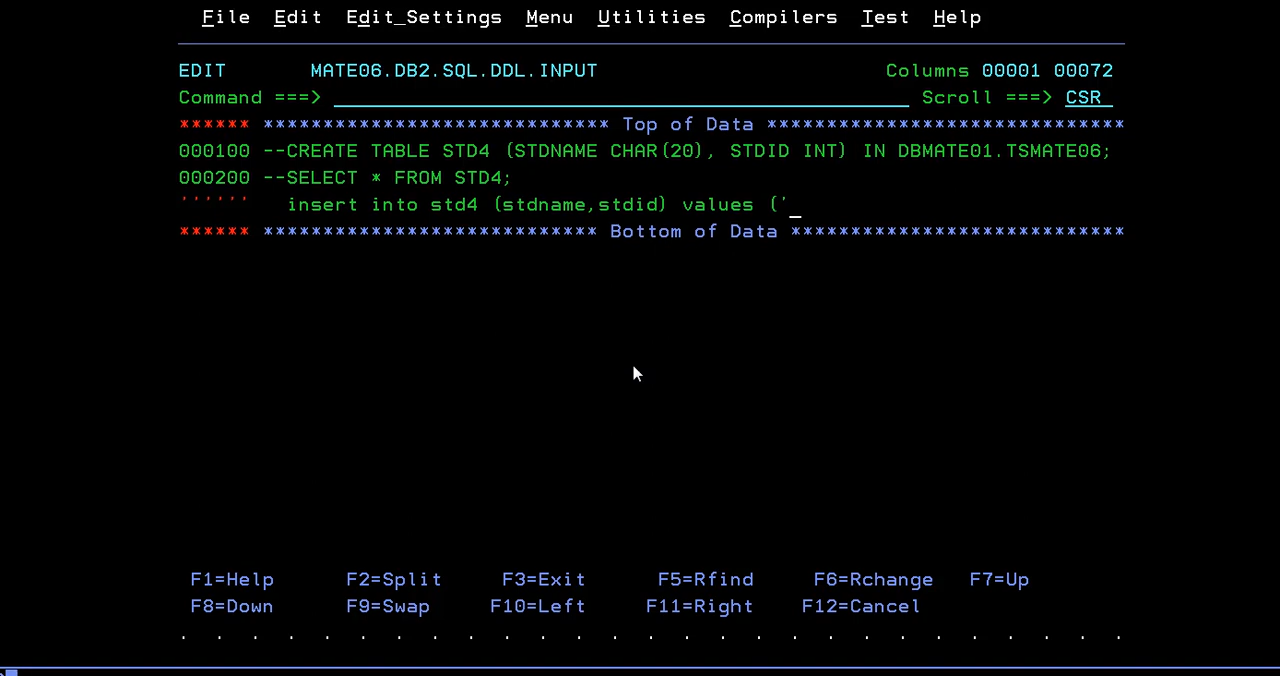 File Edit Edit_Settings Menu Utilities Compilers Test Help
EDIT MATE06.DB2.SQL.DDL.INPUT Columns 00001 00072
Command ===> Scroll ===> CSR
****** ***************************** Top of Data ******************************
000100 --CREATE TABLE STD4 (STDNAME CHAR(20), STDID INT) IN DBMATE01.TSMATE06;
000200 --SELECT * FROM STD4;
'''''' insert into std4 (stdname,stdid) values ('_
****** **************************** Bottom of Data ****************************
F1=Help F2=Split F3=Exit F5=Rfind F6=Rchange F7=Up
F8=Down F9=Swap F10=Left F11=Right F12=Cancel
. . . . . . . . . . . . . . . . . . . . . . . . . . .